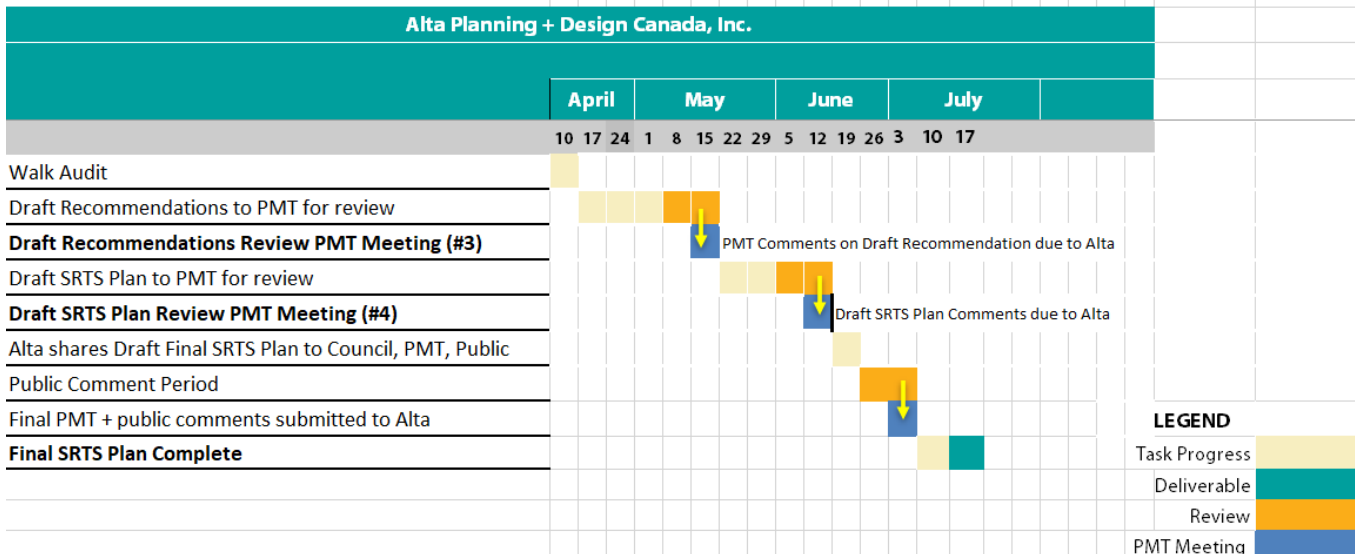 Alta Planning + Design Canada, Inc.
April May June July
10 17 24 1 8 15 22 29 5 12 19 26 3 10 17
Walk Audit
Draft Recommendations to PMT for review
Draft Recommendations Review PMT Meeting (#3)
PMT Comments on Draft Recommendation due to Alta
Draft SRTS Plan to PMT for review
Draft SRTS Plan Review PMT Meeting (#4)
Draft SRTS Plan Comments due to Alta
Alta shares Draft Final SRTS Plan to Council, PMT, Public
Public Comment Period
Final PMT + public comments submitted to Alta
Final SRTS Plan Complete
LEGEND
Task Progress
Deliverable
Review
PMT Meeting